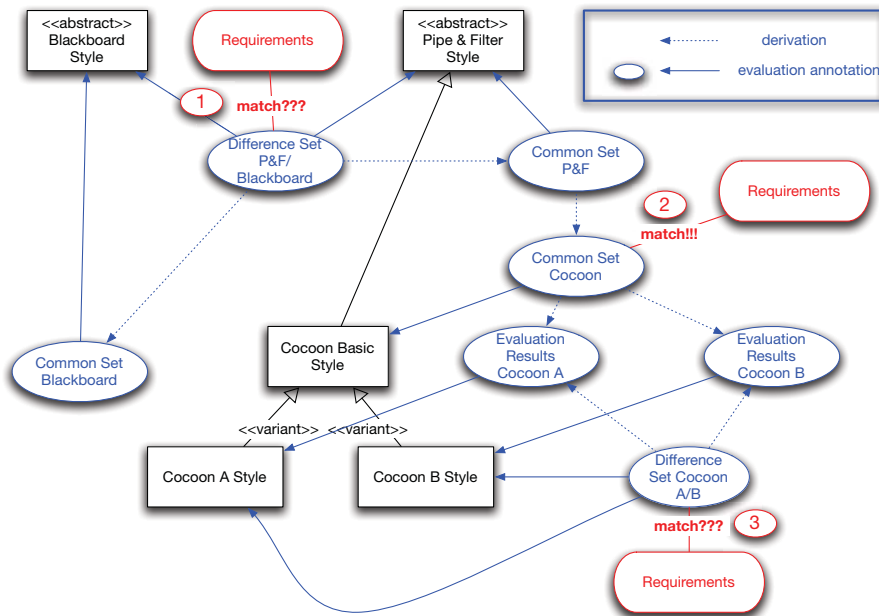 <<abstract>>
Blackboard
Style
Requirements
<<abstract>>
Pipe & Filter
Style
derivation
evaluation annotation
1
match???
Difference Set
P&F/
Blackboard
Common Set
P&F
Requirements
2
match!!!
Common Set
Cocoon
Common Set
Blackboard
Cocoon Basic
Style
Evaluation
Results
Cocoon A
Evaluation
Results
Cocoon B
<<variant>>
<<variant>>
Cocoon A Style
Cocoon B Style
Difference
Set Cocoon
A/B
match???
3
Requirements